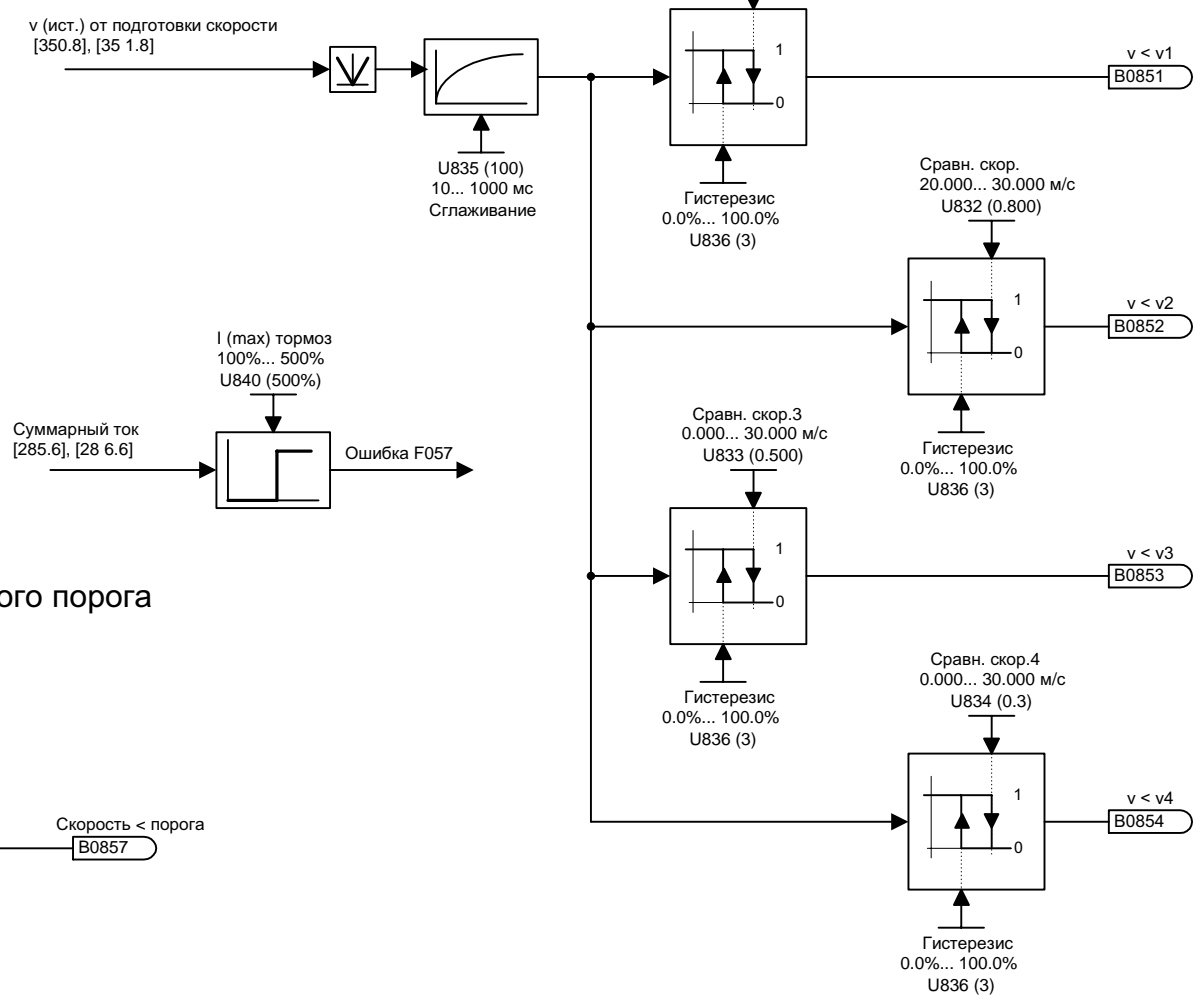 v (ист.) от подготовки скорости
[350.8], [35 1.8]
U835 (100)
10... 1000 мс
Сглаживание
1
0
Гистерезис
0.0%... 100.0%
U836 (3)
v < v1
B0851
Сравн. скор.
20.000... 30.000 м/с
U832 (0.800)
1
0
Гистерезис
0.0%... 100.0%
U836 (3)
v < v2
B0852
I (max) тормоз
100%... 500%
U840 (500%)
Суммарный ток
[285.6], [28 6.6]
Ошибка F057
Сравн. скор.3
0.000... 30.000 м/с
U833 (0.500)
1
0
Гистерезис
0.0%... 100.0%
U836 (3)
v < v3
B0853
ого порога
Сравн. скор.4
0.000... 30.000 м/с
U834 (0.3)
1
0
Гистерезис
0.0%... 100.0%
U836 (3)
v < v4
B0854
Скорость < порога
B0857